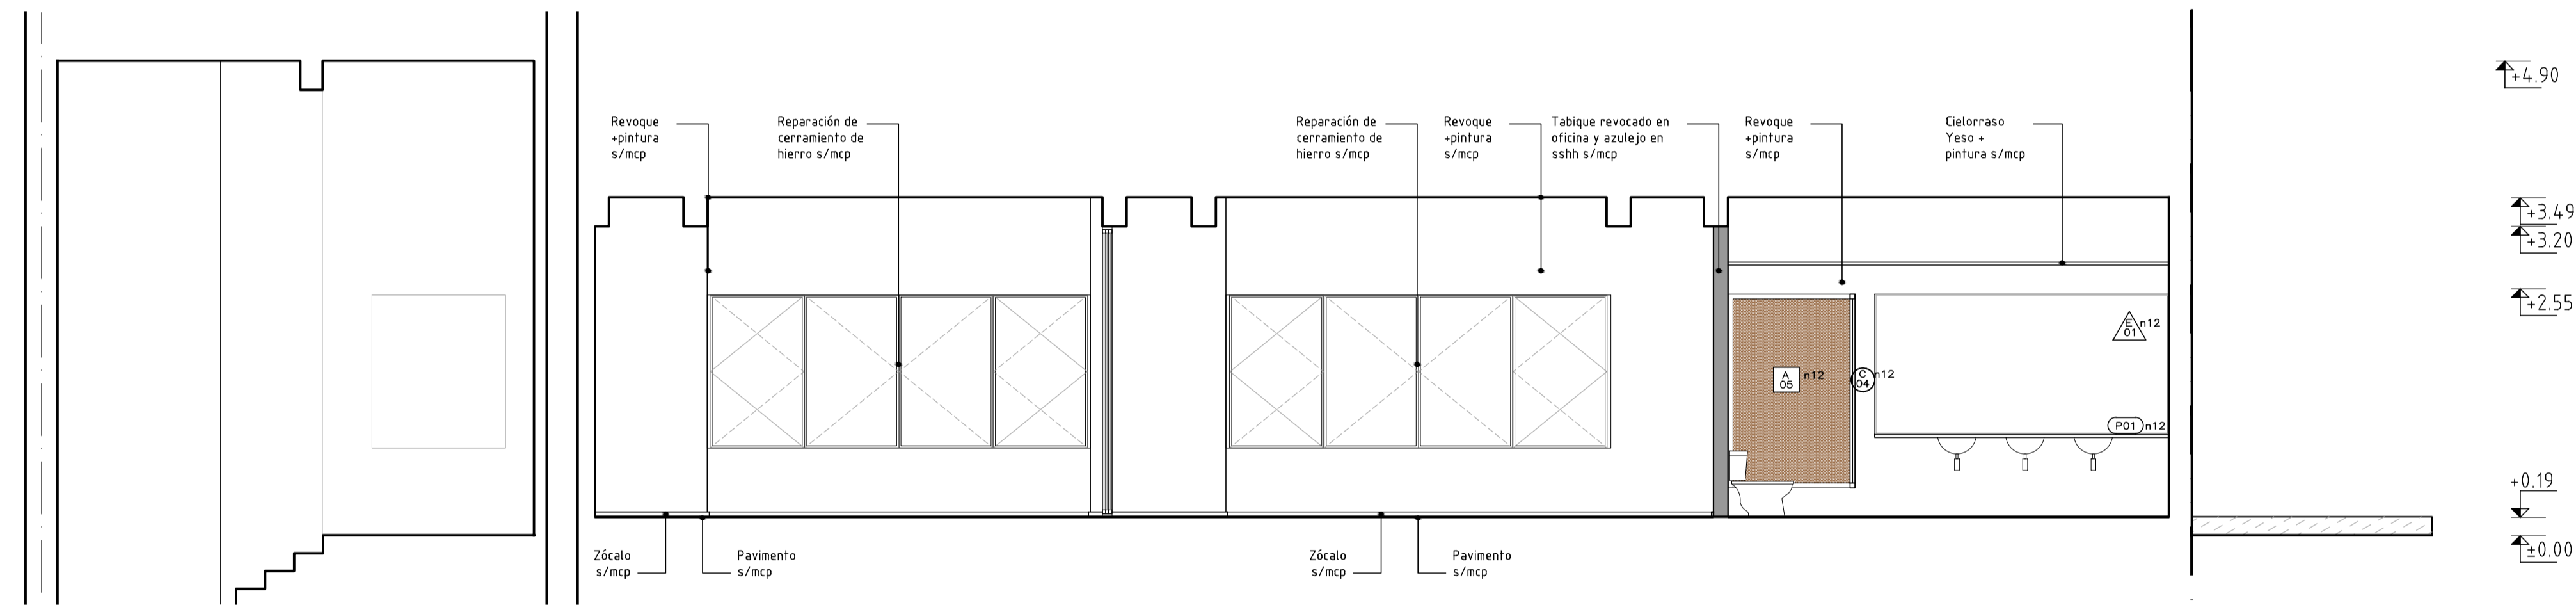 Revoque
+pintura
s/mcp
Reparación de
cerramiento de
hierro s/mcp
Reparación de
cerramiento de
hierro s/mcp
Revoque
+pintura
s/mcp
Tabique revocado en
oficina y azulejo en
sshh s/mcp
Revoque
+pintura
s/mcp
Cielorraso
Yeso +
pintura s/mcp
+4.90
+3.49
+3.20
+2.55
E
01
n12
A
05
n12
C
04
n12
P01
n12
+0.19
±0.00
Zócalo
s/mcp
Pavimento
s/mcp
Zócalo
s/mcp
Pavimento
s/mcp